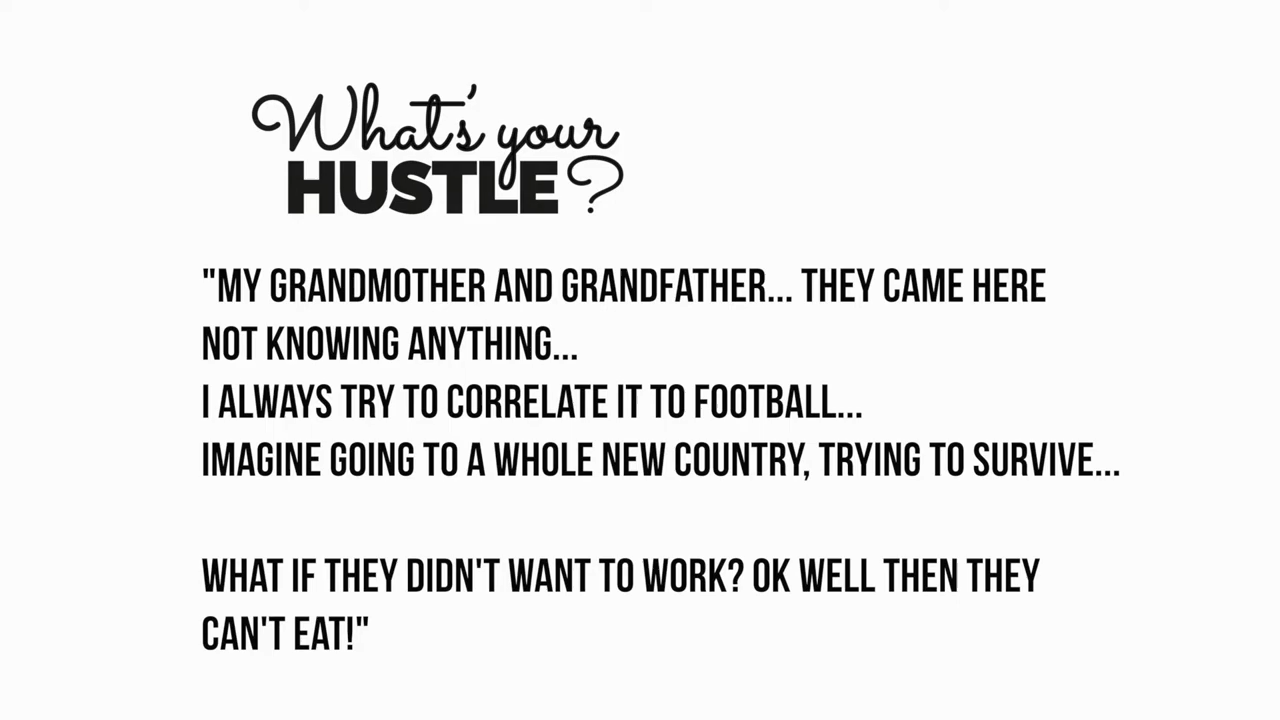 What's your
HUSTLE?
"MY GRANDMOTHER AND GRANDFATHER... THEY CAME HERE
NOT KNOWING ANYTHING...
I ALWAYS TRY TO CORRELATE IT TO FOOTBALL...
IMAGINE GOING TO A WHOLE NEW COUNTRY, TRYING TO SURVIVE...
WHAT IF THEY DIDN'T WANT TO WORK? OK WELL THEN THEY
CAN'T EAT!"